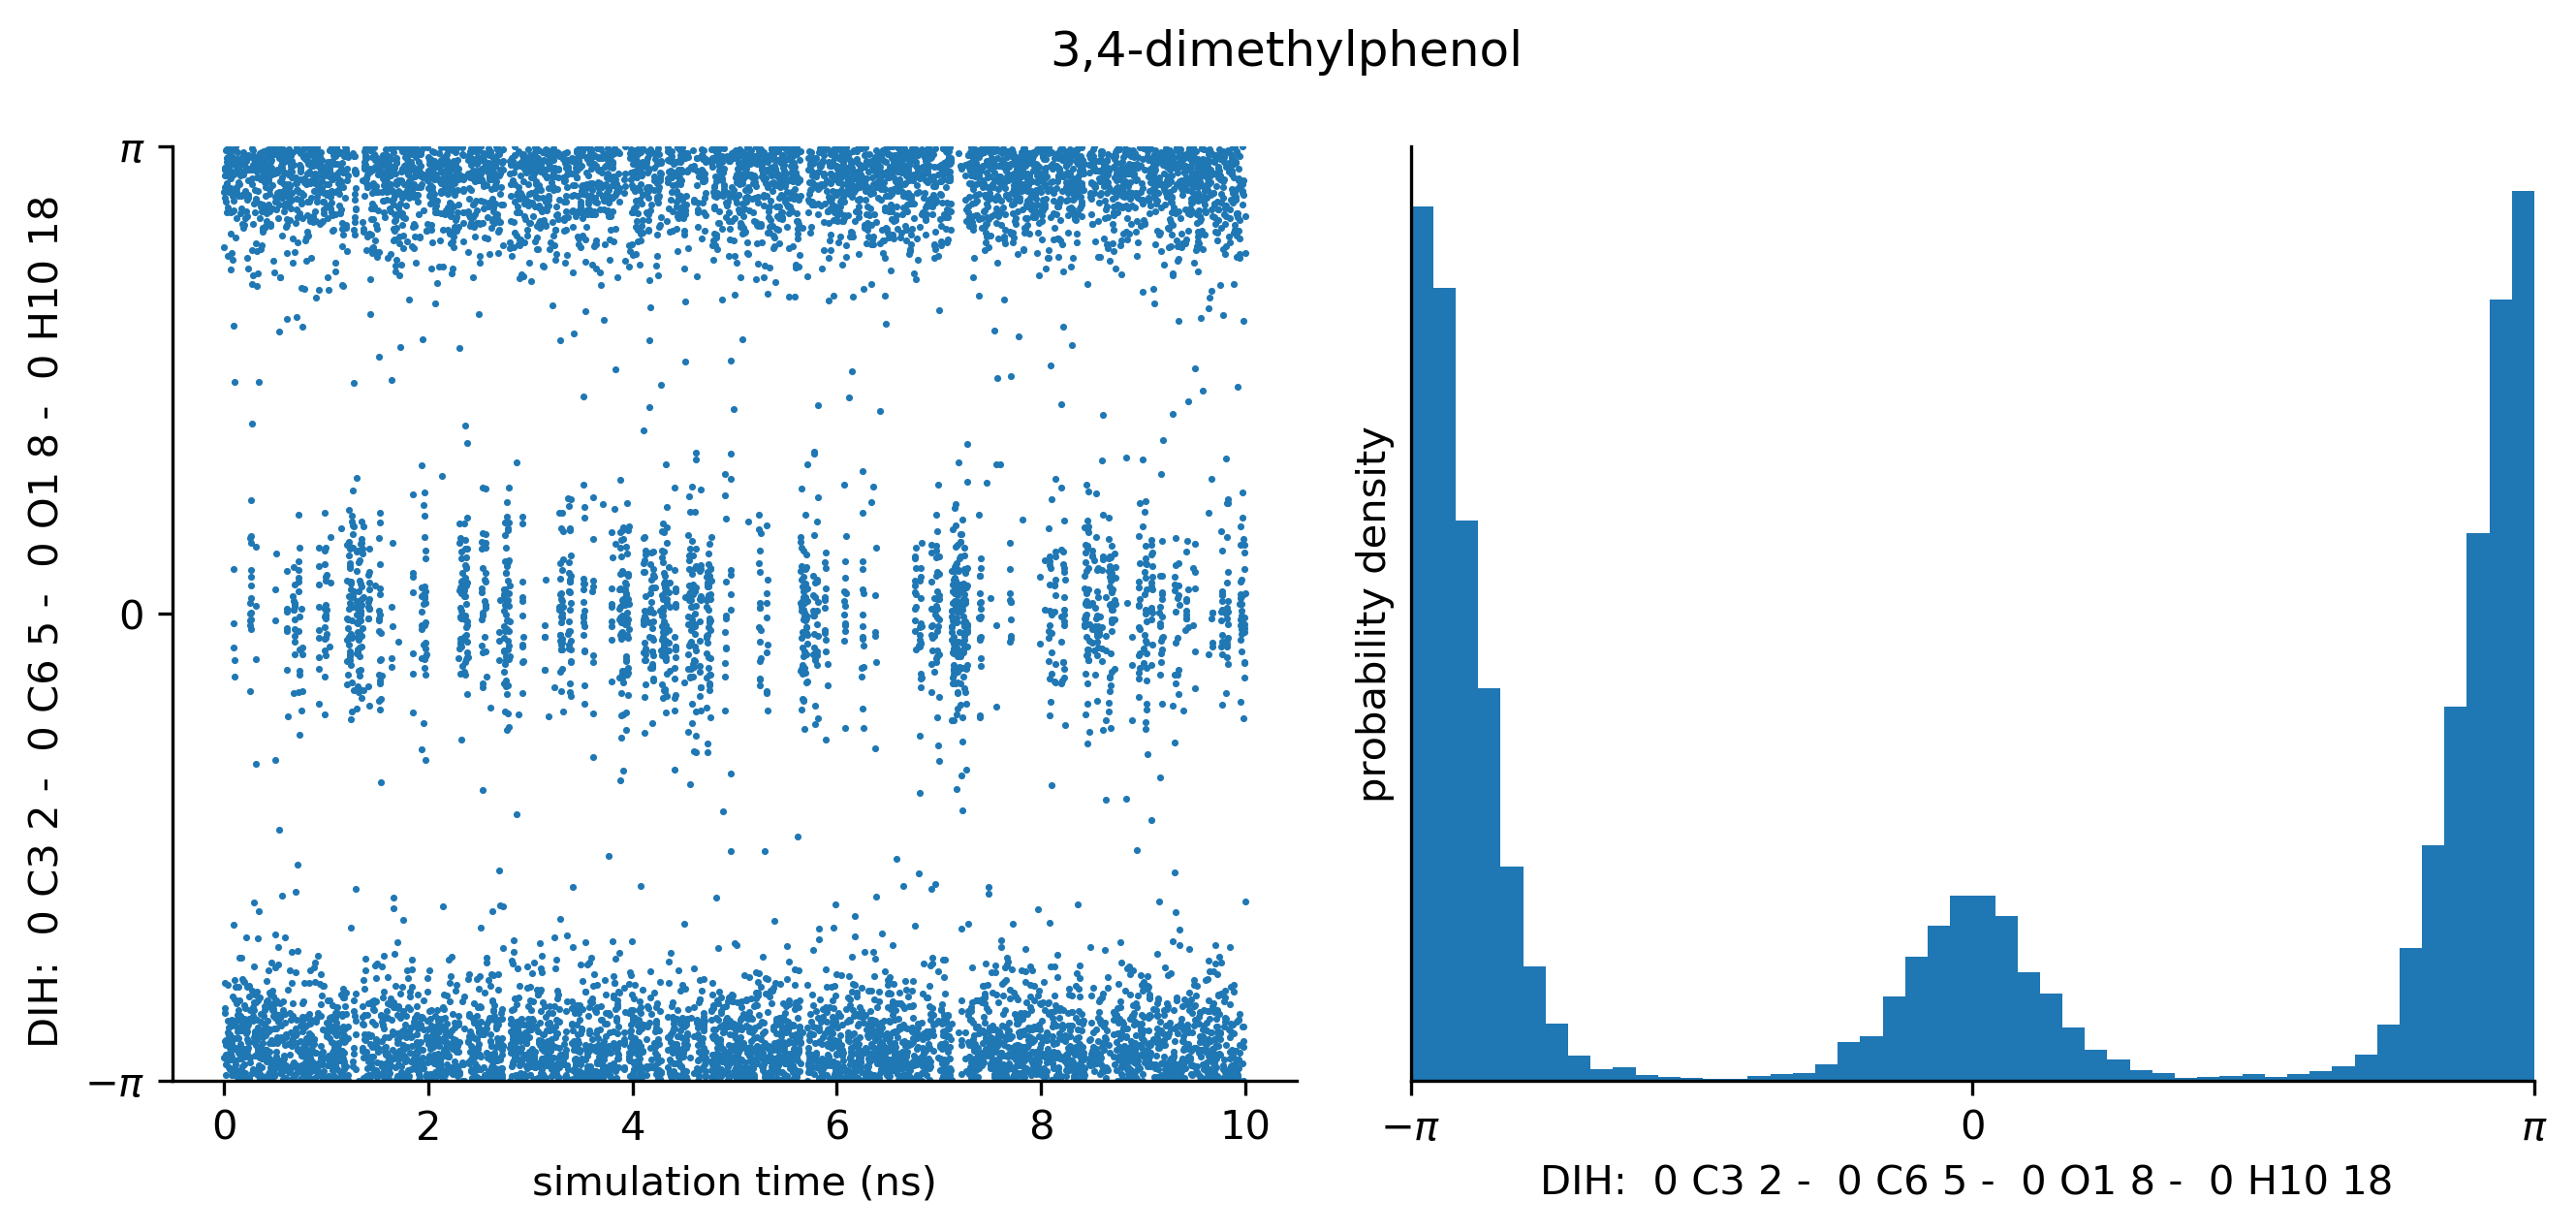 3,4-dimethylphenol
DIH:  0 C3 2 -  0 C6 5 -  0 O1 8 -  0 H10 18
π
0
−π
0 2 4 6 8 10
simulation time (ns)
probability density
−π 0 π
DIH:  0 C3 2 -  0 C6 5 -  0 O1 8 -  0 H10 18